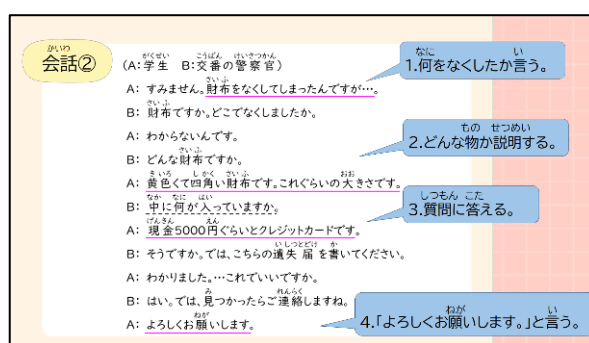 会話②
(A:学生 B:交番の警察官)
A: すみません。財布をなくしてしまったんですが…。
B: 財布ですか。どこでなくしましたか。
A: わからないんです。
B: どんな財布ですか。
A: 黄色くて四角い財布です。これぐらいの大きさです。
B: 中に何が入っていますか。
A: 現金5000円ぐらいとクレジットカードです。
B: そうですか。では、こちらの遺失届を書いてください。
A: わかりました。…これでいいですか。
B: はい。では、見つかったらご連絡しますね。
A: よろしくお願いします。
1.何をなくしたか言う。
2.どんな物か説明する。
3.質問に答える。
4.「よろしくお願いします。」と言う。